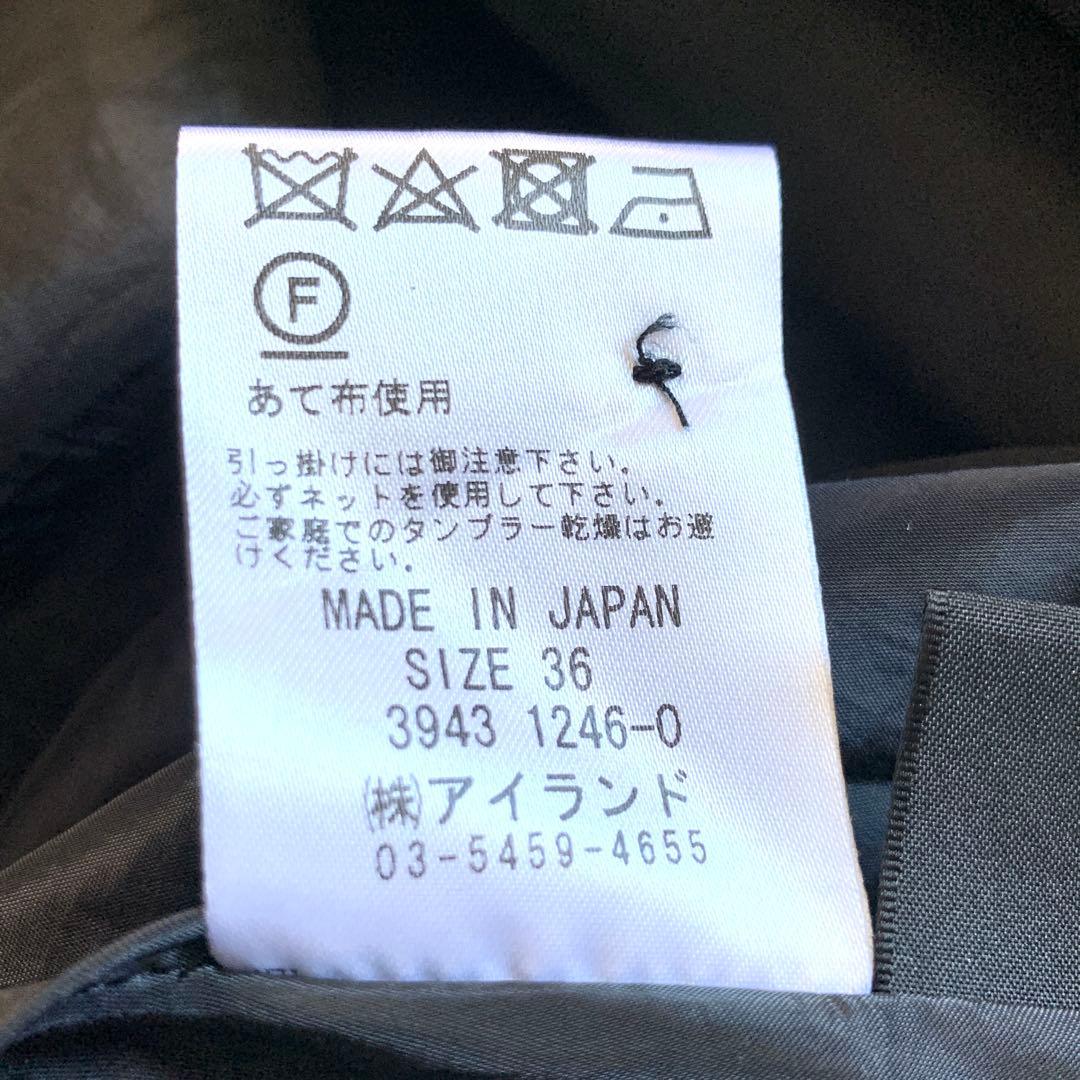 F
あて布使用
引っ掛けには御注意下さい。
必ずネットを使用して下さい。
ご家庭でのタンブラー乾燥はお避
けください。
MADE IN JAPAN
SIZE 36
3943 1246-0
㈱アイランド
03-5459-4655